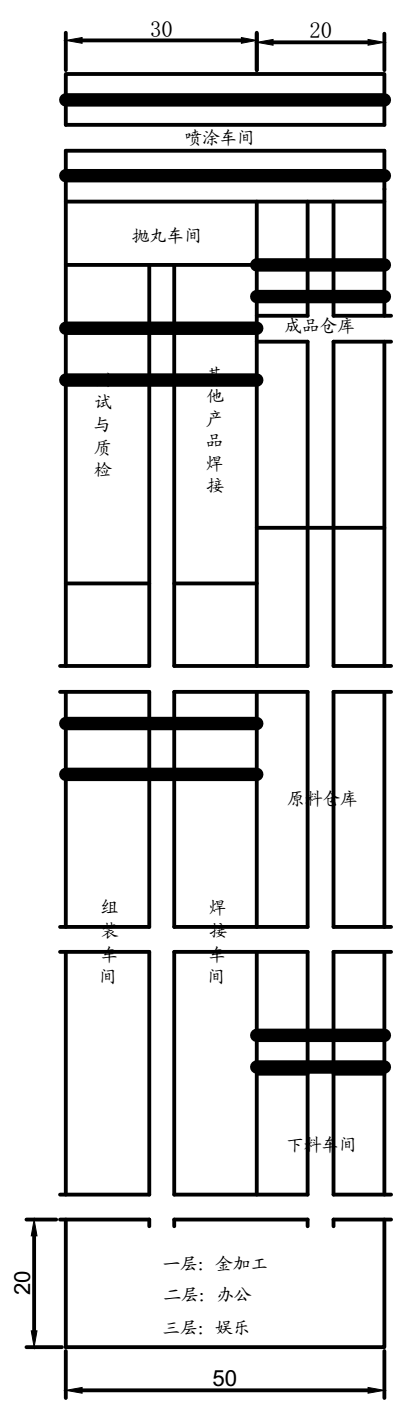 30
20
喷涂车间
抛丸车间
成品仓库
试与质检
其他产品焊接
原料仓库
组装车间
焊接车间
下料车间
20
一层：金加工
二层：办公
三层：娱乐
50